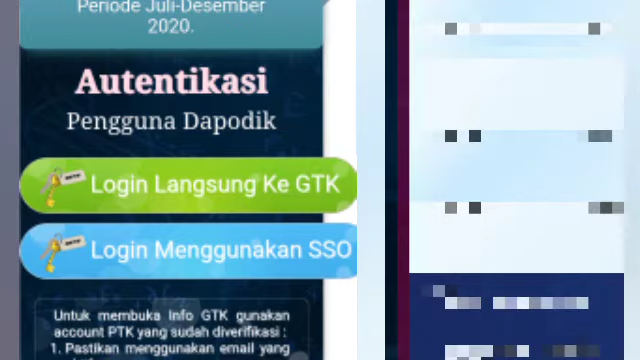 Periode Juli-Desember
2020.
Autentikasi
Pengguna Dapodik
Login Langsung Ke GTK
Login Menggunakan SSO
Untuk membuka Info GTK gunakan
account PTK yang sudah diverifikasi :
1. Pastikan menggunakan email yang